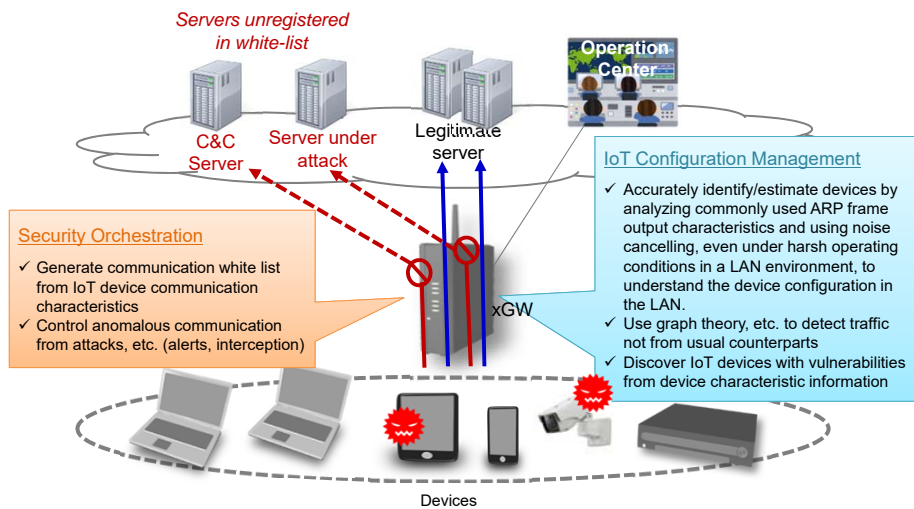 Servers unregistered
in white-list
Operation
Center
C&C
Server
Server under
attack
Legitimate
server
IoT Configuration Management
✓ Accurately identify/estimate devices by
analyzing commonly used ARP frame
output characteristics and using noise
cancelling, even under harsh operating
conditions in a LAN environment, to
understand the device configuration in
the LAN.
✓ Use graph theory, etc. to detect traffic
not from usual counterparts
✓ Discover IoT devices with vulnerabilities
from device characteristic information
Security Orchestration
✓ Generate communication white list
from IoT device communication
characteristics
✓ Control anomalous communication
from attacks, etc. (alerts, interception)
xGW
Devices